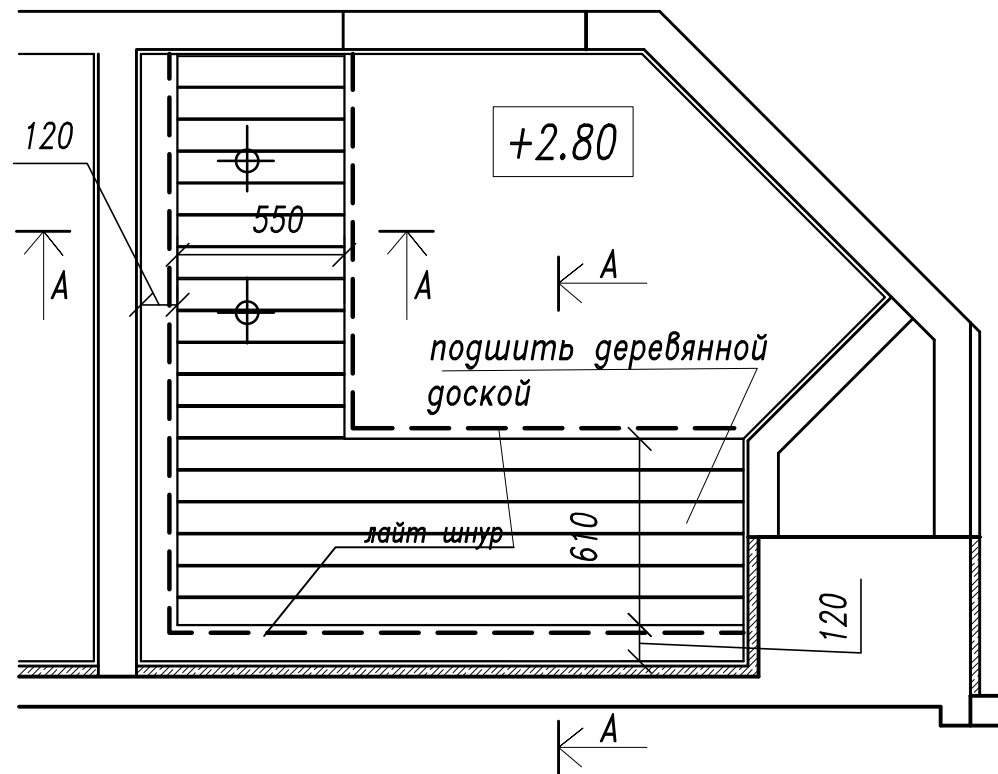 120
+2.80
550
А
А
А
подшить деревянной
доской
лайт шнур
610
120
А